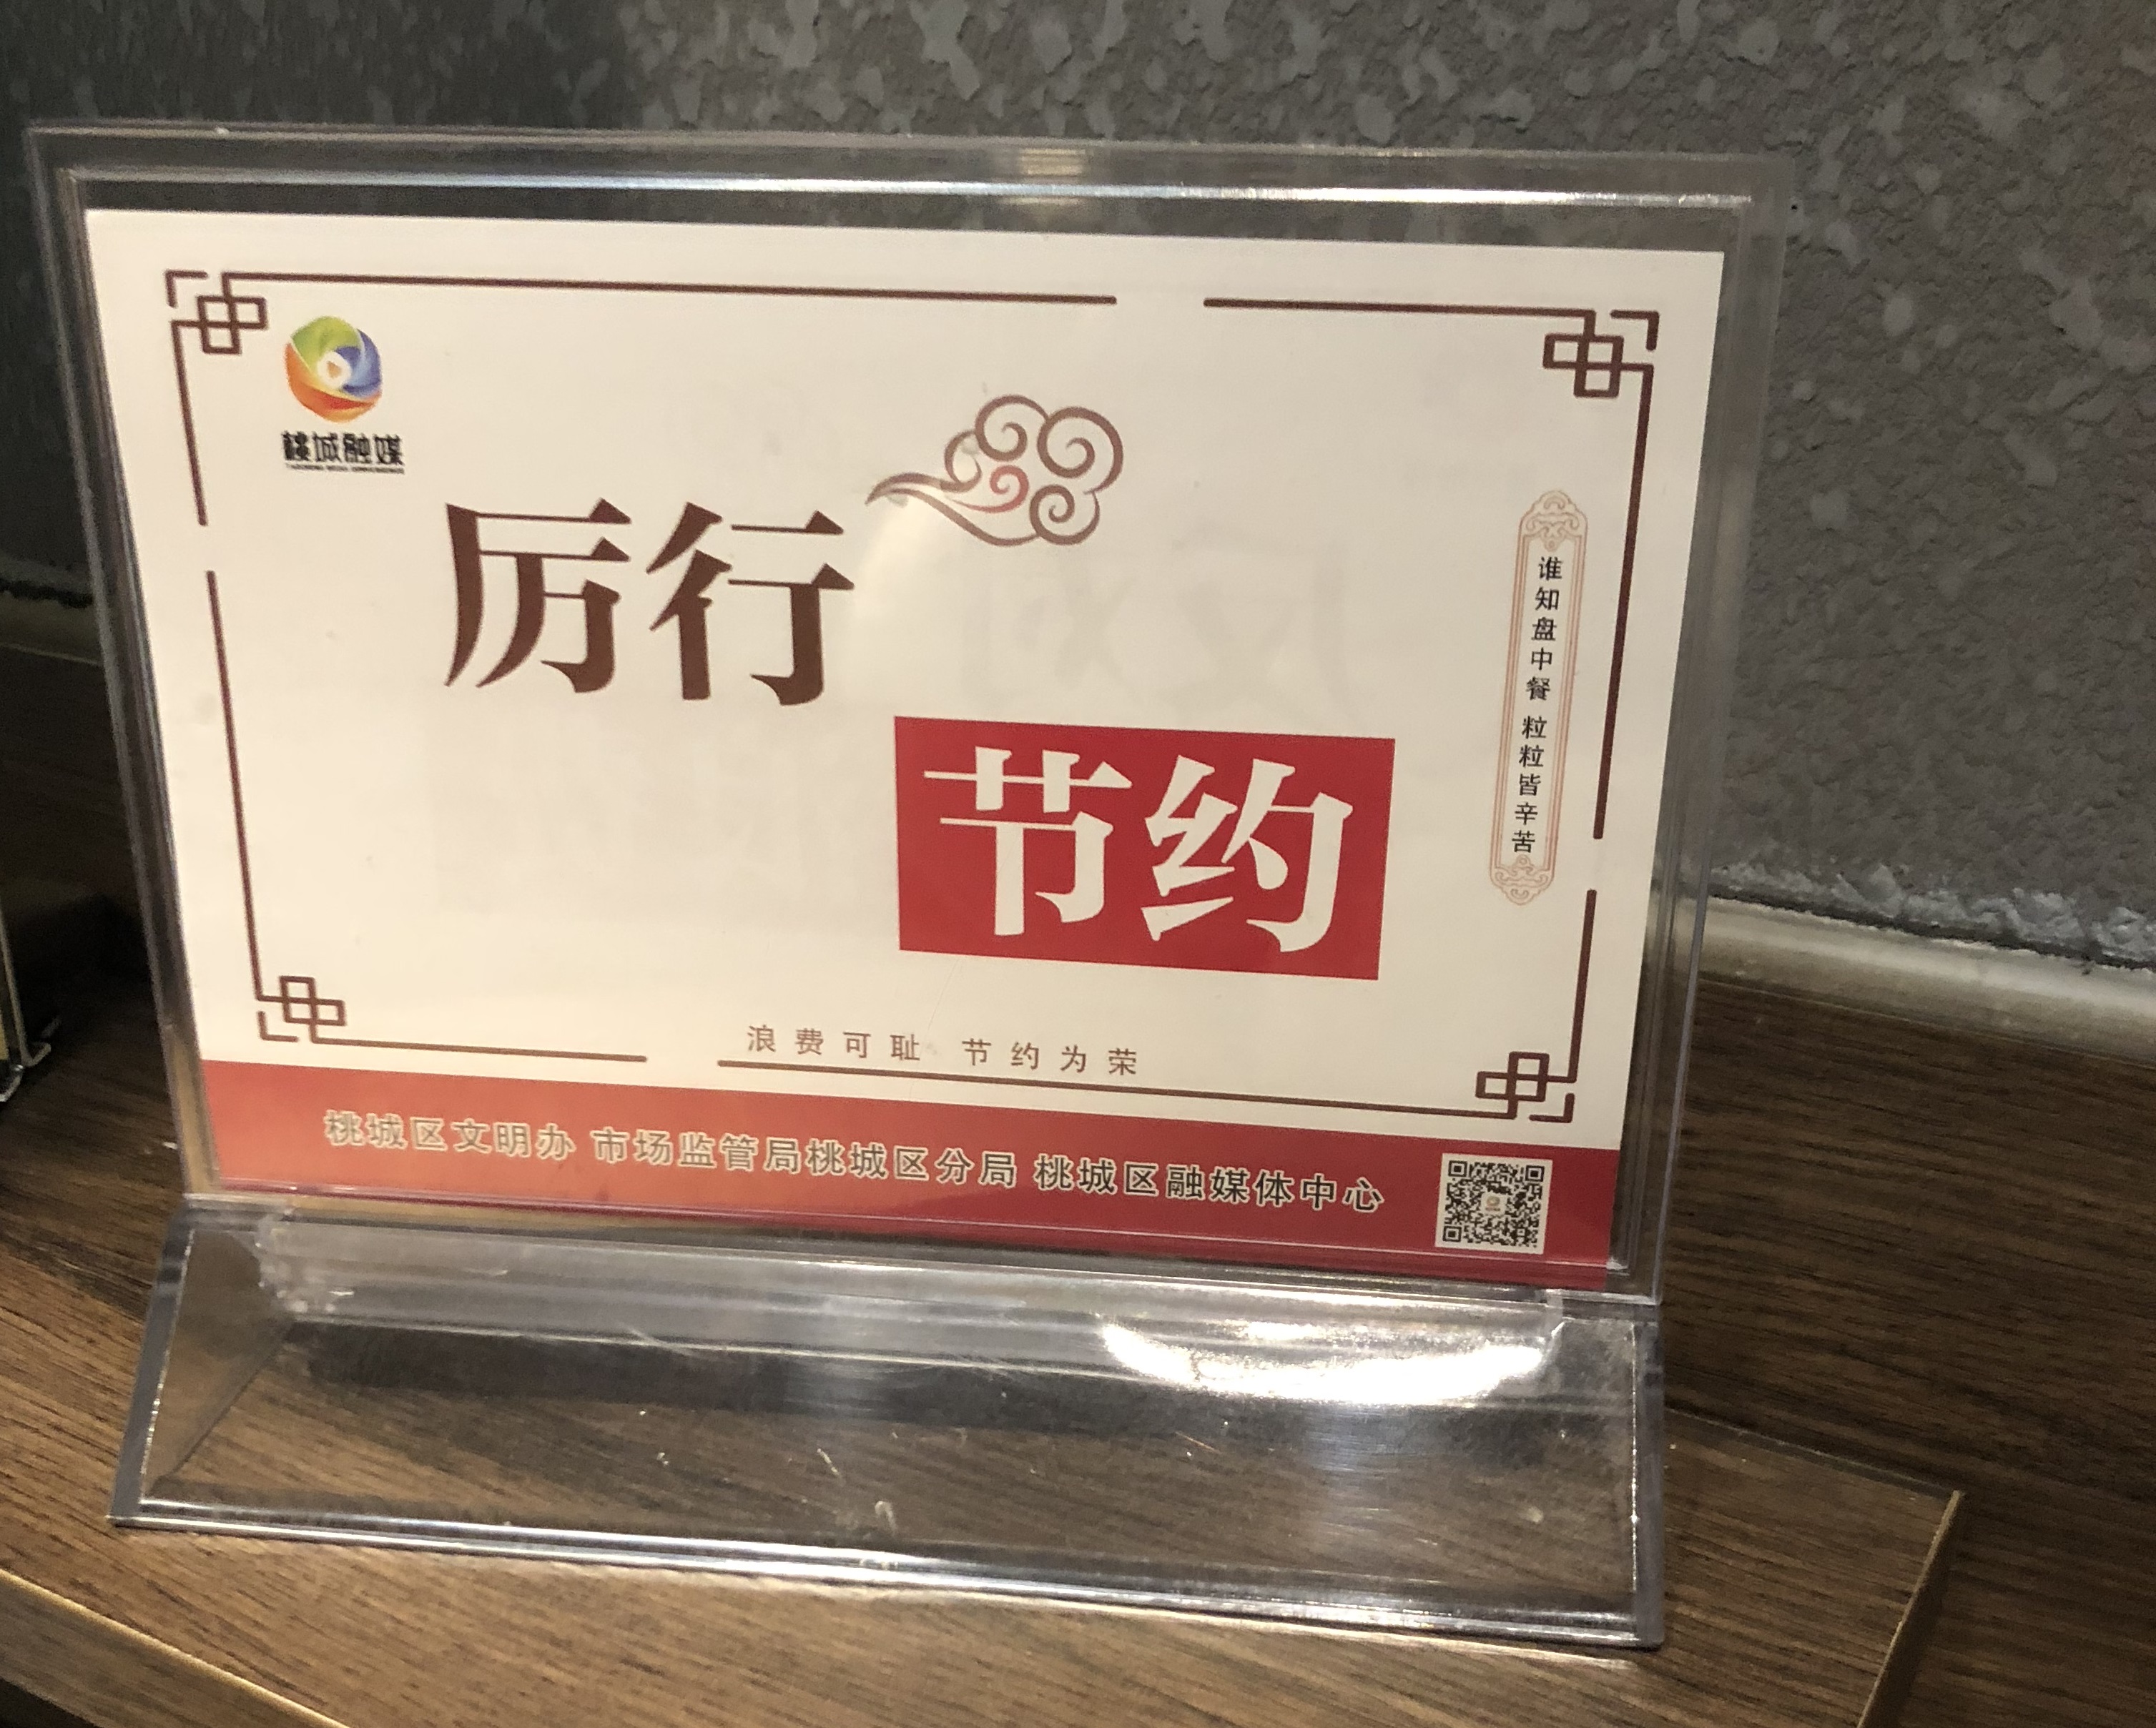 桃城融媒
厉行
节约
谁知盘中餐 粒粒皆辛苦
浪费可耻 节约为荣
桃城区文明办 市场监管局桃城区分局 桃城区融媒体中心